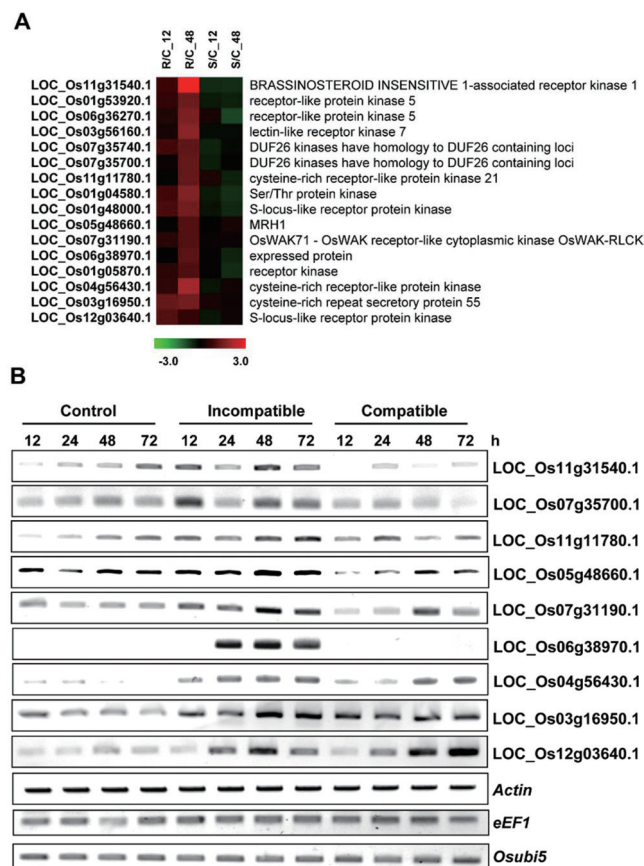 A
R/C_12 R/C_48 S/C_12 S/C_48
LOC_Os11g31540.1 BRASSINOSTEROID INSENSITIVE 1-associated receptor kinase 1
LOC_Os01g53920.1 receptor-like protein kinase 5
LOC_Os06g36270.1 receptor-like protein kinase 5
LOC_Os03g56160.1 lectin-like receptor kinase 7
LOC_Os07g35740.1 DUF26 kinases have homology to DUF26 containing loci
LOC_Os07g35700.1 DUF26 kinases have homology to DUF26 containing loci
LOC_Os11g11780.1 cysteine-rich receptor-like protein kinase 21
LOC_Os01g04580.1 Ser/Thr protein kinase
LOC_Os01g48000.1 S-locus-like receptor protein kinase
LOC_Os05g48660.1 MRH1
LOC_Os07g31190.1 OsWAK71 - OsWAK receptor-like cytoplasmic kinase OsWAK-RLCK
LOC_Os06g38970.1 expressed protein
LOC_Os01g05870.1 receptor kinase
LOC_Os04g56430.1 cysteine-rich receptor-like protein kinase
LOC_Os03g16950.1 cysteine-rich repeat secretory protein 55
LOC_Os12g03640.1 S-locus-like receptor protein kinase
-3.0 3.0
B
Control Incompatible Compatible
12 24 48 72 12 24 48 72 12 24 48 72 h
LOC_Os11g31540.1
LOC_Os07g35700.1
LOC_Os11g11780.1
LOC_Os05g48660.1
LOC_Os07g31190.1
LOC_Os06g38970.1
LOC_Os04g56430.1
LOC_Os03g16950.1
LOC_Os12g03640.1
Actin
eEF1
Osubi5